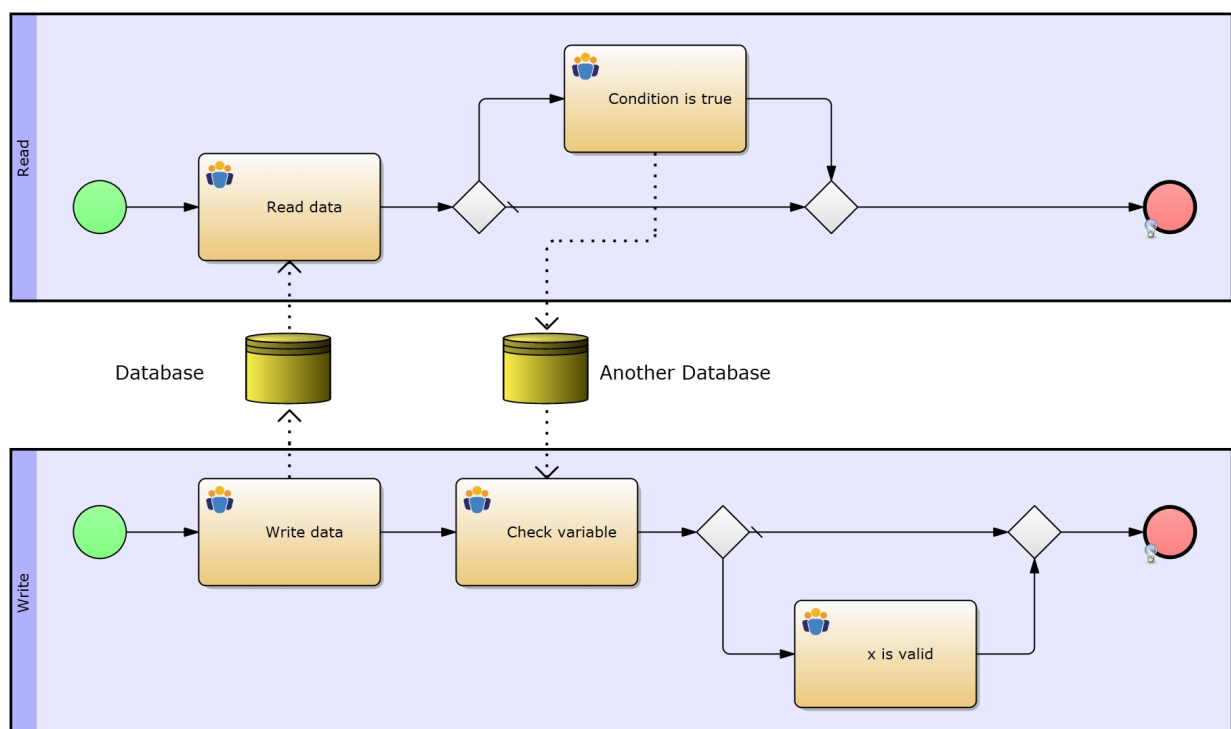 Read
Condition is true
Read data
Database
Another Database
Write
Write data
Check variable
x is valid